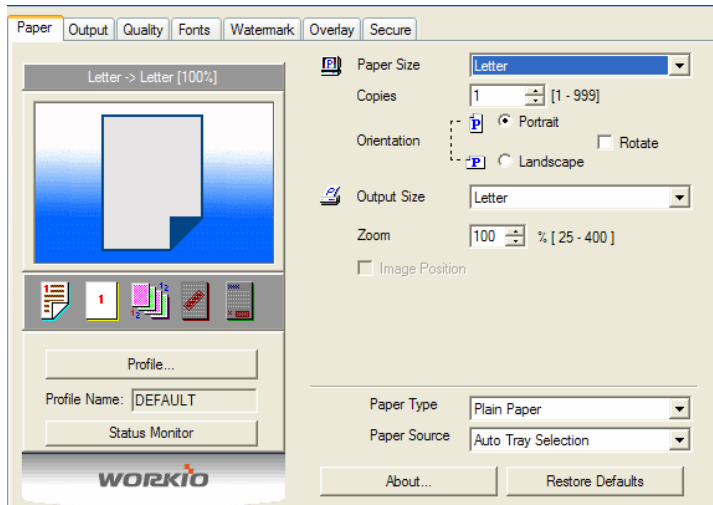 Paper Output Quality Fonts Watermark Overlay Secure
Letter -> Letter [100%]
Paper Size Letter
Copies 1 [1 - 999]
Orientation
Portrait
Rotate
Landscape
Output Size Letter
Zoom 100 % [ 25 - 400 ]
Image Position
1
12
12
Profile...
Profile Name: DEFAULT
Status Monitor
WORKiO
Paper Type Plain Paper
Paper Source Auto Tray Selection
About... Restore Defaults